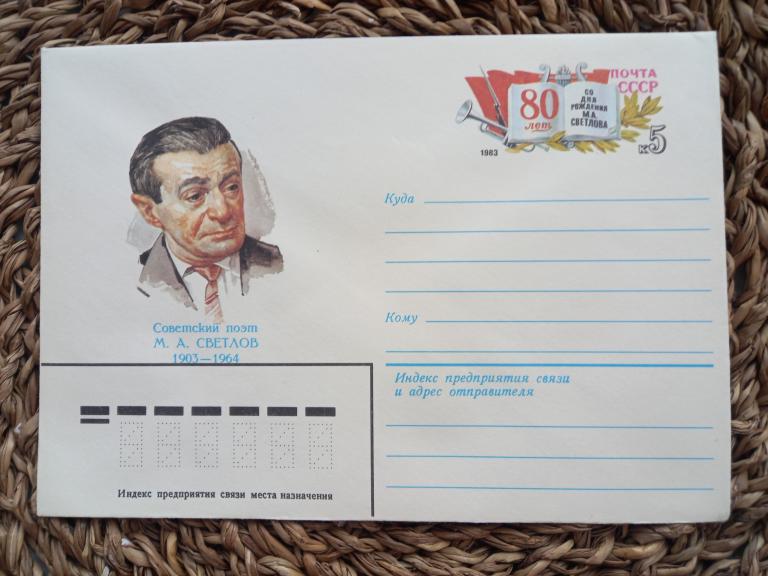 ПОЧТА
СССР
80
лет
СО
ДНЯ
РОЖДЕНИЯ
М.А.
СВЕТЛОВА
1983
к5
Куда
Кому
Советский поэт
М. А. СВЕТЛОВ
1903—1964
Индекс предприятия связи
и адрес отправителя
Индекс предприятия связи места назначения